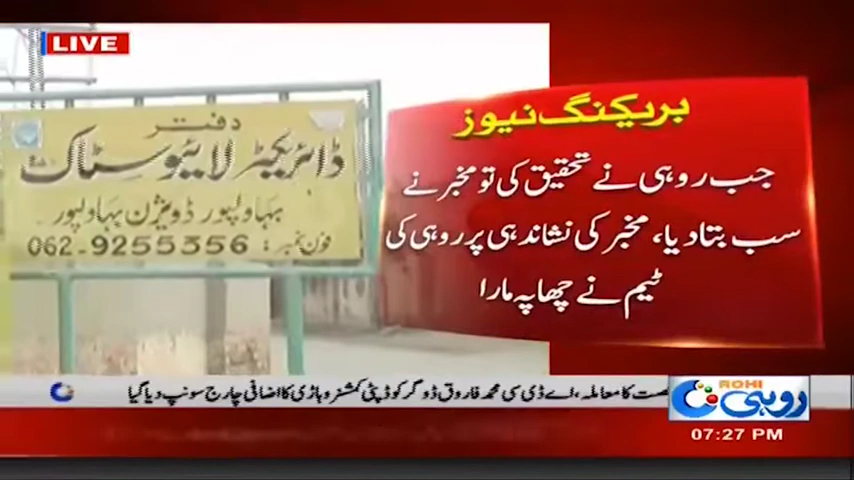 LIVE
دفتر
ڈائریکٹر لائیوسٹاک
بہاولپور ڈویژن بہاولپور
فون نمبر: 062-9255356
بریکنگ نیوز
جب روہی نے تحقیق کی تو مخبر نے
سب بتا دیا، مخبر کی نشاندہی پر روہی کی
ٹیم نے چھاپہ مارا
کا معاملہ، اے ڈی سی محمد فاروق ڈوگر کو ڈپٹی کمشنر وہاڑی کا اضافی چارج سونپ دیا گیا
ROHI
روہی
07:27 PM